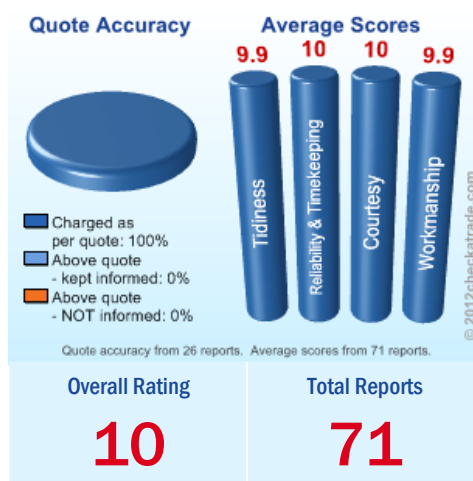 Quote Accuracy
Average Scores
9.9
10
10
9.9
Tidiness
Reliability & Timekeeping
Courtesy
Workmanship
Charged as
per quote: 100%
Above quote
- kept informed: 0%
Above quote
- NOT informed: 0%
© 2012checkatrade.com
Quote accuracy from 26 reports. Average scores from 71 reports.
Overall Rating
Total Reports
10
71